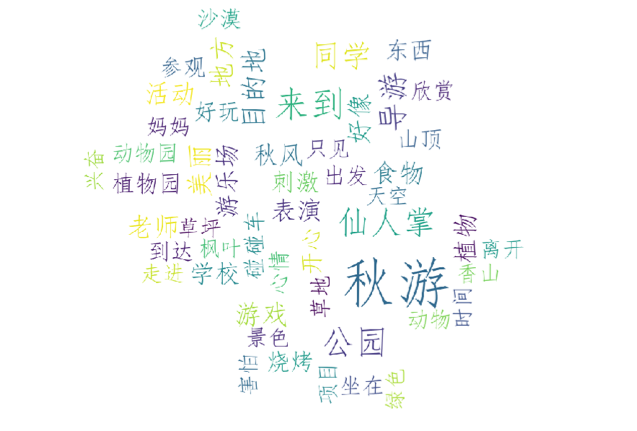 沙漠
同学
东西
地方
目的地
参观
活动
好玩
来到
好像
导游
欣赏
妈妈
山顶
兴奋
动物园
植物园
美丽
游乐场
秋风
只见
刺激
出发
食物
天空
表演
仙人掌
植物
离开
老师
草坪
到达
枫叶
走进
学校
碰碰车
心情
开心
草地
秋游
香山
时间
动物
游戏
景色
公园
害怕
烧烤
项目
坐在
绿色